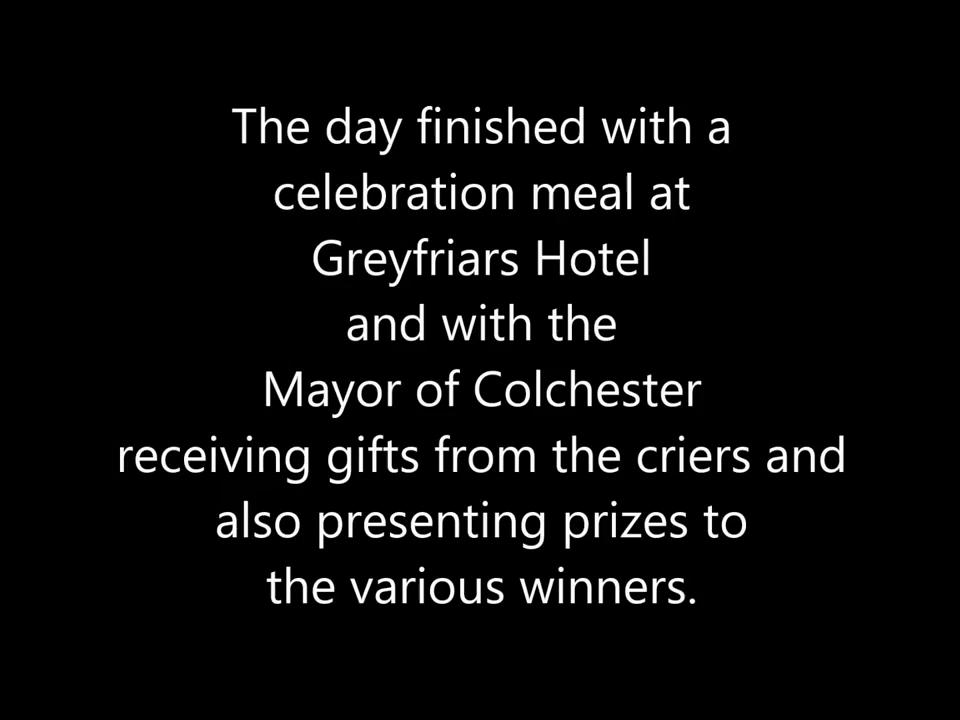 The day finished with a
celebration meal at
Greyfriars Hotel
and with the
Mayor of Colchester
receiving gifts from the criers and
also presenting prizes to
the various winners.